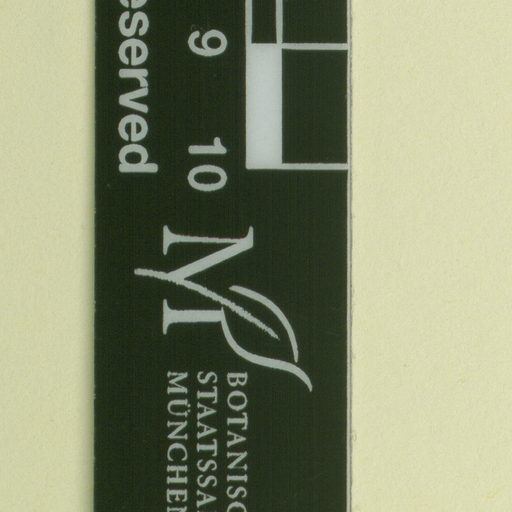 eserved
9
10
M
BOTANISC
STAATSSA
MÜNCHEN